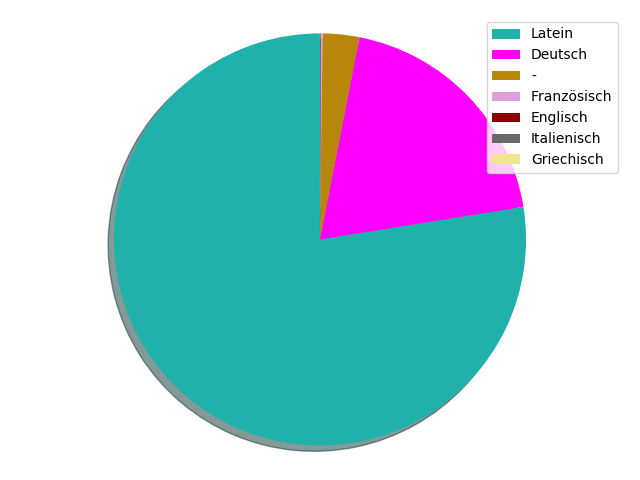 Latein
Deutsch
-
Französisch
Englisch
Italienisch
Griechisch